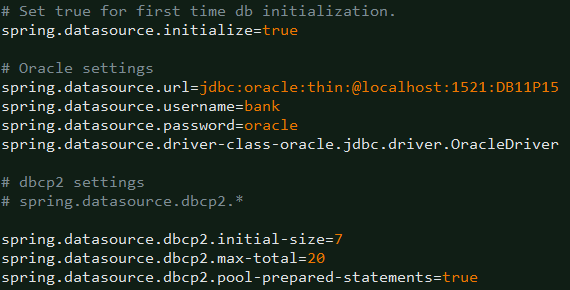 # Set true for first time db initialization.
spring.datasource.initialize=true
# Oracle settings
spring.datasource.url=jdbc:oracle:thin:@localhost:1521:DB11P15
spring.datasource.username=bank
spring.datasource.password=oracle
spring.datasource.driver-class-oracle.jdbc.driver.OracleDriver
# dbcp2 settings
# spring.datasource.dbcp2.*
spring.datasource.dbcp2.initial-size=7
spring.datasource.dbcp2.max-total=20
spring.datasource.dbcp2.pool-prepared-statements=true